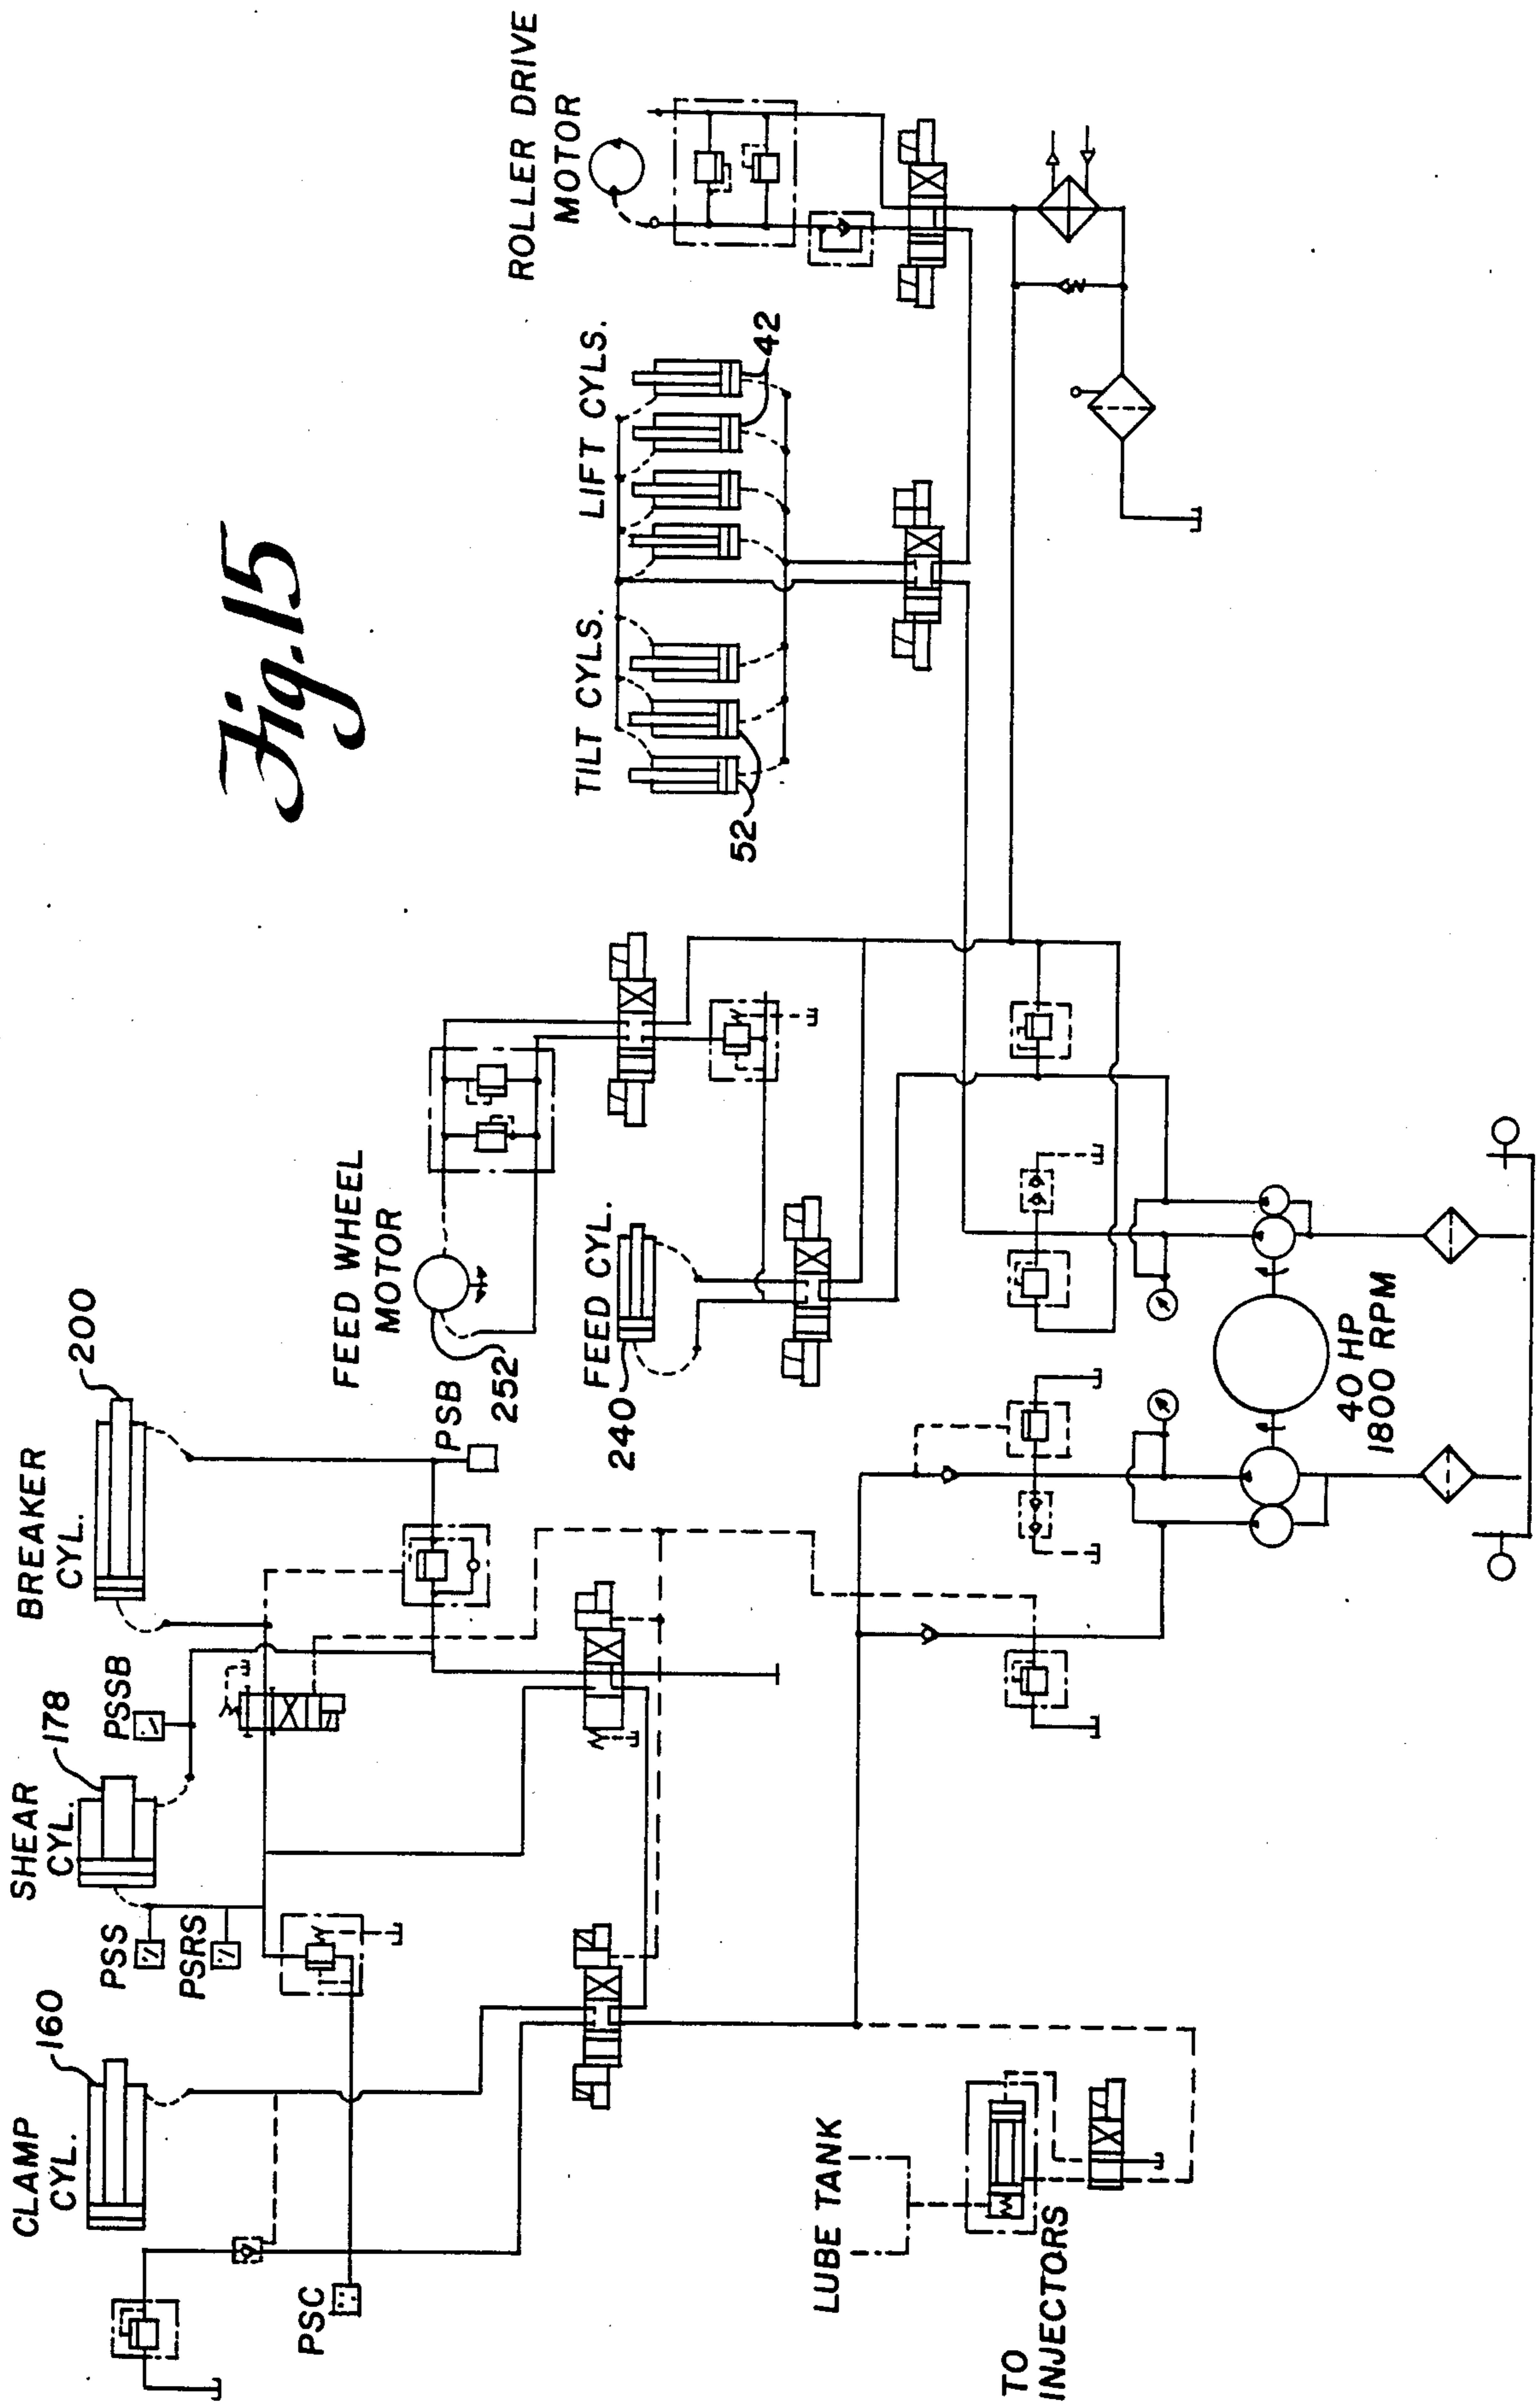 Fig.15
CLAMP
CYL.
160
SHEAR
CYL.
178
BREAKER
CYL.
200
PSS
PSRS
PSSB
PSC
PSB
FEED WHEEL
MOTOR
252
FEED CYL.
240
TILT CYLS.
52
LIFT CYLS.
42
ROLLER DRIVE
MOTOR
LUBE TANK
TO
INJECTORS
40 HP
1800 RPM